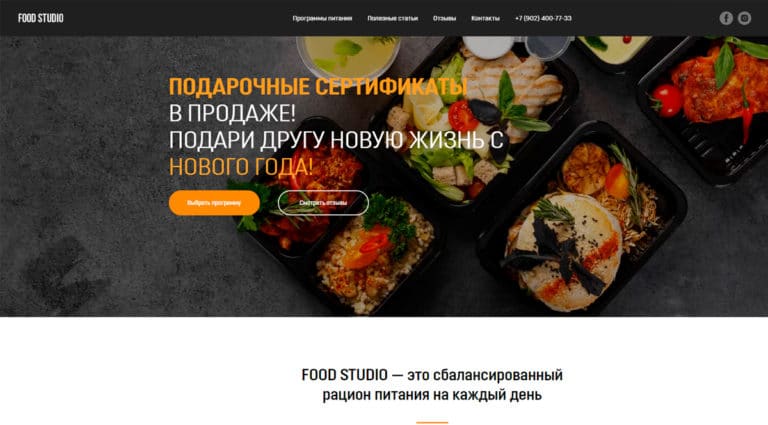 FOOD STUDIO
Программы питания Полезные статьи Отзывы Контакты +7 (902) 400-77-33
ПОДАРОЧНЫЕ СЕРТИФИКАТЫ
В ПРОДАЖЕ!
ПОДАРИ ДРУГУ НОВУЮ ЖИЗНЬ С
НОВОГО ГОДА!
Выбрать программу Смотреть отзывы
FOOD STUDIO — это сбалансированный
рацион питания на каждый день